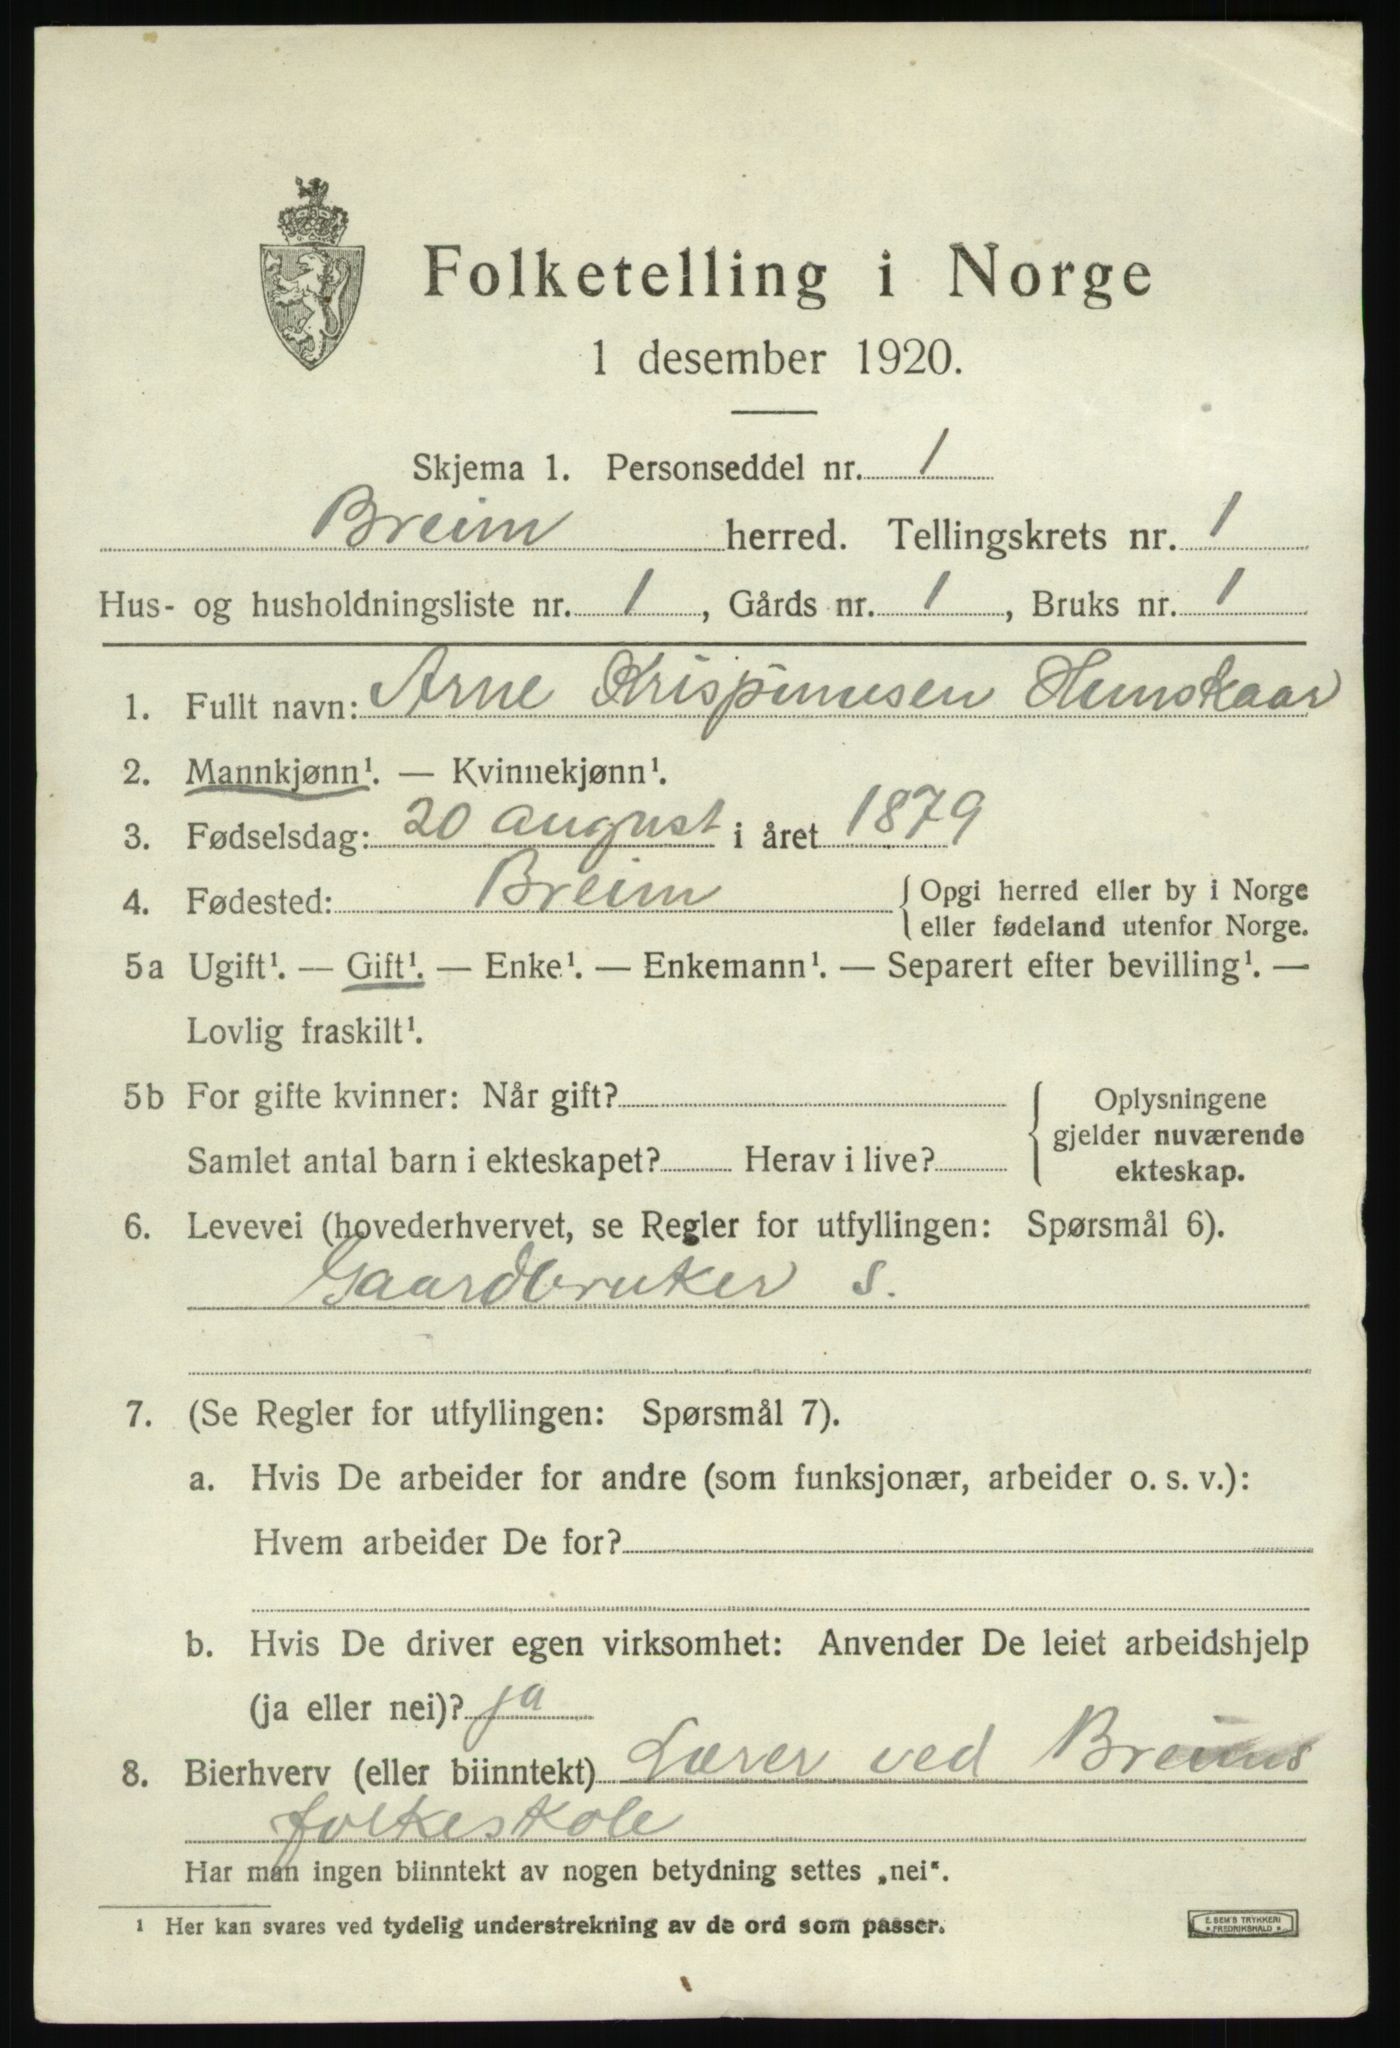 Folketelling i Norge
1 desember 1920.
Skjema 1. Personseddel nr. 1
Breim herred. Tellingskrets nr. 1
Hus- og husholdningsliste nr. 1, Gårds nr. 1, Bruks nr. 1
1. Fullt navn: Arne Krispinusen Hunskaar
2. Mannkjønn¹. — Kvinnekjønn¹.
3. Fødselsdag: 20 august i året 1879
4. Fødested: Breim { Opgi herred eller by i Norge
eller fødeland utenfor Norge.
5a Ugift¹. — Gift¹. — Enke¹. — Enkemann¹. — Separert efter bevilling¹. —
Lovlig fraskilt¹.
5b For gifte kvinner: Når gift? { Oplysningene
gjelder nuværende
Samlet antal barn i ekteskapet? Herav i live?
ekteskap.
6. Levevei (hovederhvervet, se Regler for utfyllingen: Spørsmål 6).
Gaardbruker s.
7. (Se Regler for utfyllingen: Spørsmål 7).
a. Hvis De arbeider for andre (som funksjonær, arbeider o. s. v.):
Hvem arbeider De for?
b. Hvis De driver egen virksomhet: Anvender De leiet arbeidshjelp
(ja eller nei)? ja
8. Bierhverv (eller biinntekt) Lærer ved Breims
folkeskole
Har man ingen biinntekt av nogen betydning settes „nei".
¹ Her kan svares ved tydelig understrekning av de ord som passer.
E. SEM'S TRYKKERI
* FREDRIKSHALD *